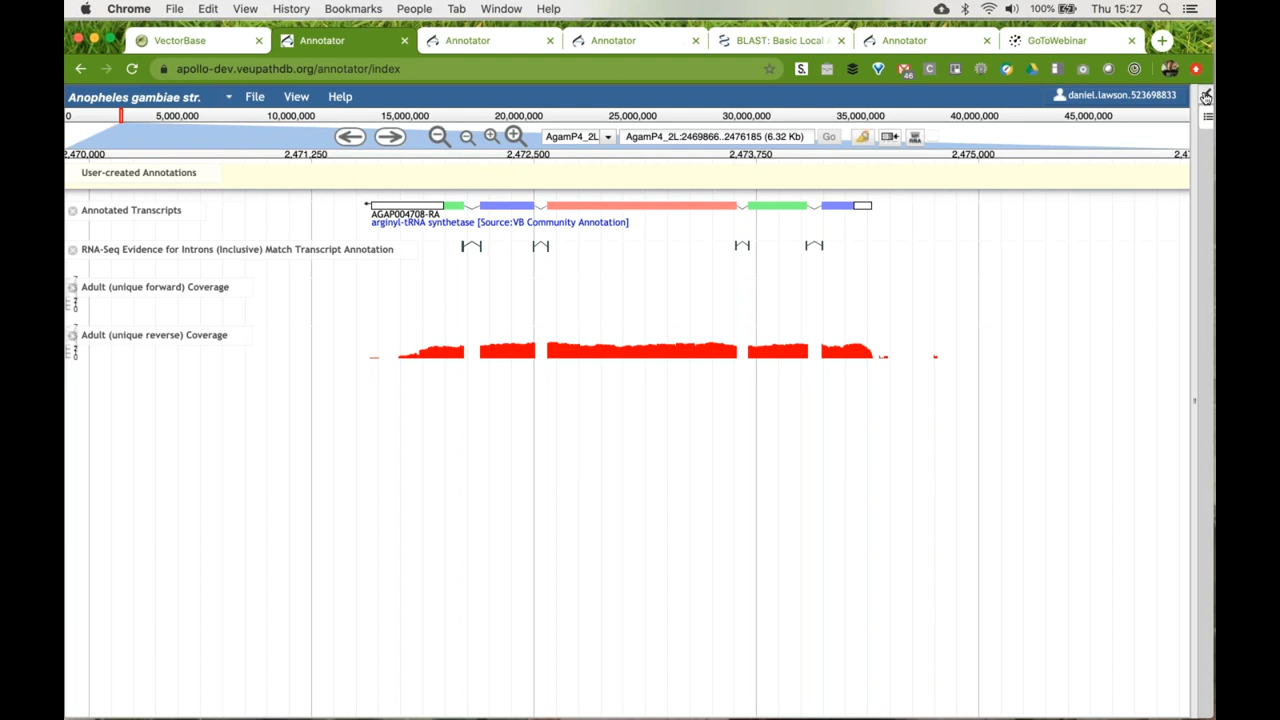 Chrome File Edit View History Bookmarks People Tab Window Help 100% Thu 15:27
VectorBase Annotator Annotator Annotator BLAST: Basic Local A Annotator GoToWebinar
apollo-dev.veupathdb.org/annotator/index S. 46 C
Anopheles gambiae str. File View Help daniel.lawson.523698833
0 5,000,000 10,000,000 15,000,000 20,000,000 25,000,000 30,000,000 35,000,000 40,000,000 45,000,000
AgamP4_2L AgamP4_2L:2469866..2476185 (6.32 Kb) Go
2,470,000 2,471,250 2,472,500 2,473,750 2,475,000 2,47
User-created Annotations
Annotated Transcripts
AGAP004708-RA
arginyl-tRNA synthetase [Source:VB Community Annotation]
RNA-Seq Evidence for Introns (Inclusive) Match Transcript Annotation
Adult (unique forward) Coverage
0
Adult (unique reverse) Coverage
0